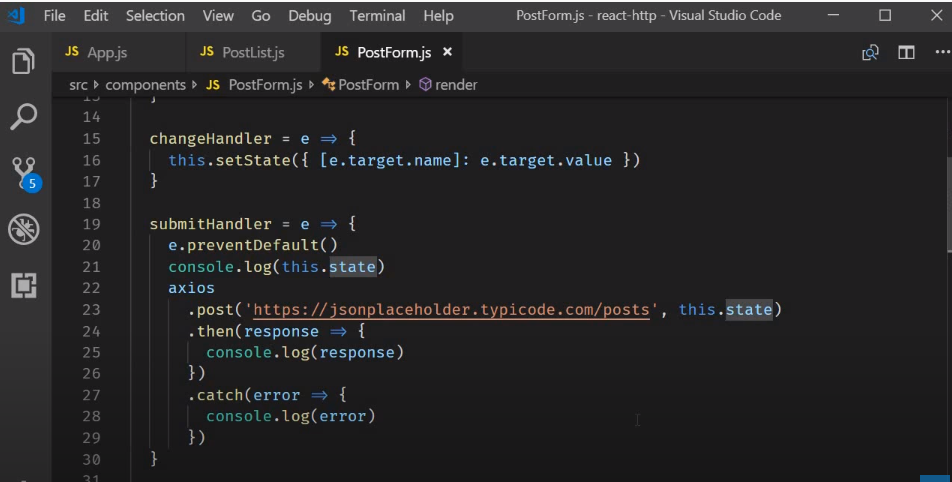 File Edit Selection View Go Debug Terminal Help PostForm.js - react-http - Visual Studio Code
JS App.js JS PostList.js JS PostForm.js ×
src components JS PostForm.js PostForm render
13 }
14
15 changeHandler = e => {
16 this.setState({ [e.target.name]: e.target.value })
17 }
18
19 submitHandler = e => {
20 e.preventDefault()
21 console.log(this.state)
22 axios
23 .post('https://jsonplaceholder.typicode.com/posts', this.state)
24 .then(response => {
25 console.log(response)
26 })
27 .catch(error => {
28 console.log(error)
29 })
30 }
31
5